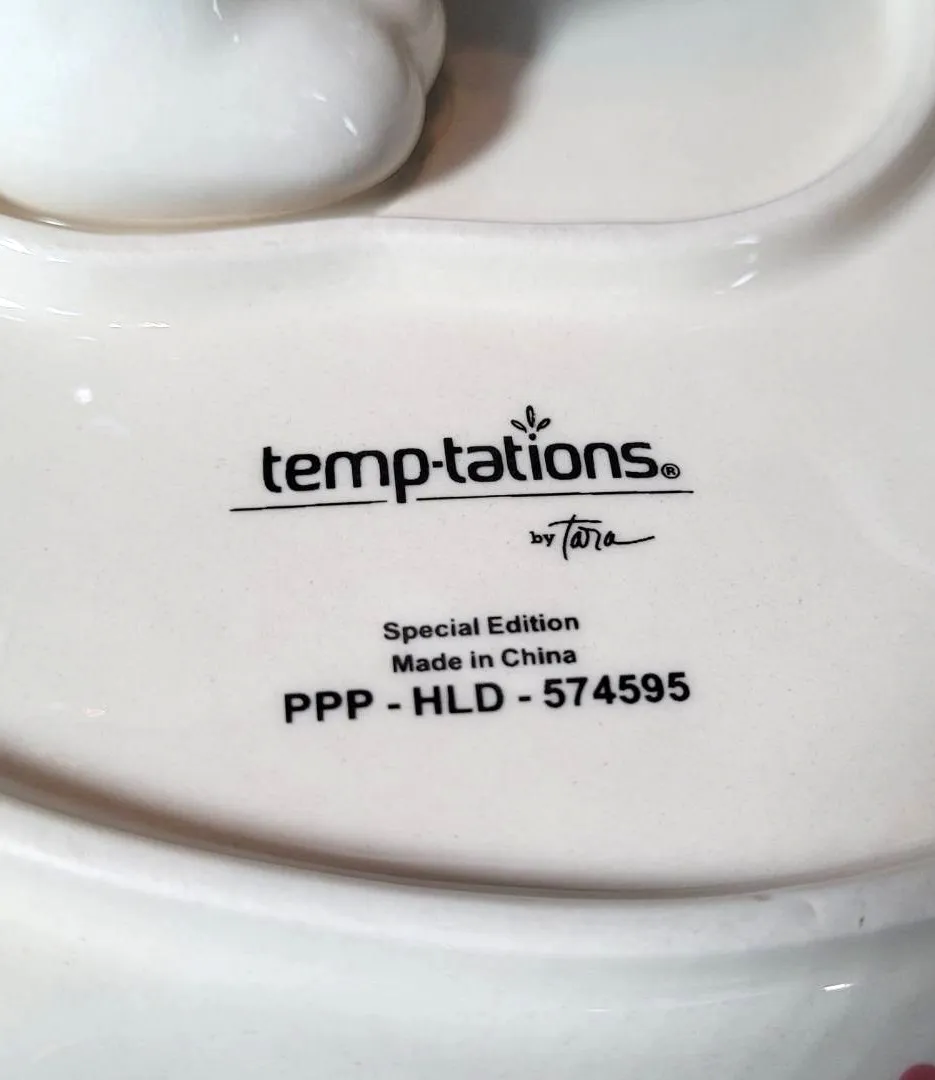 temp-tations®
by Tara
Special Edition
Made in China
PPP - HLD - 574595